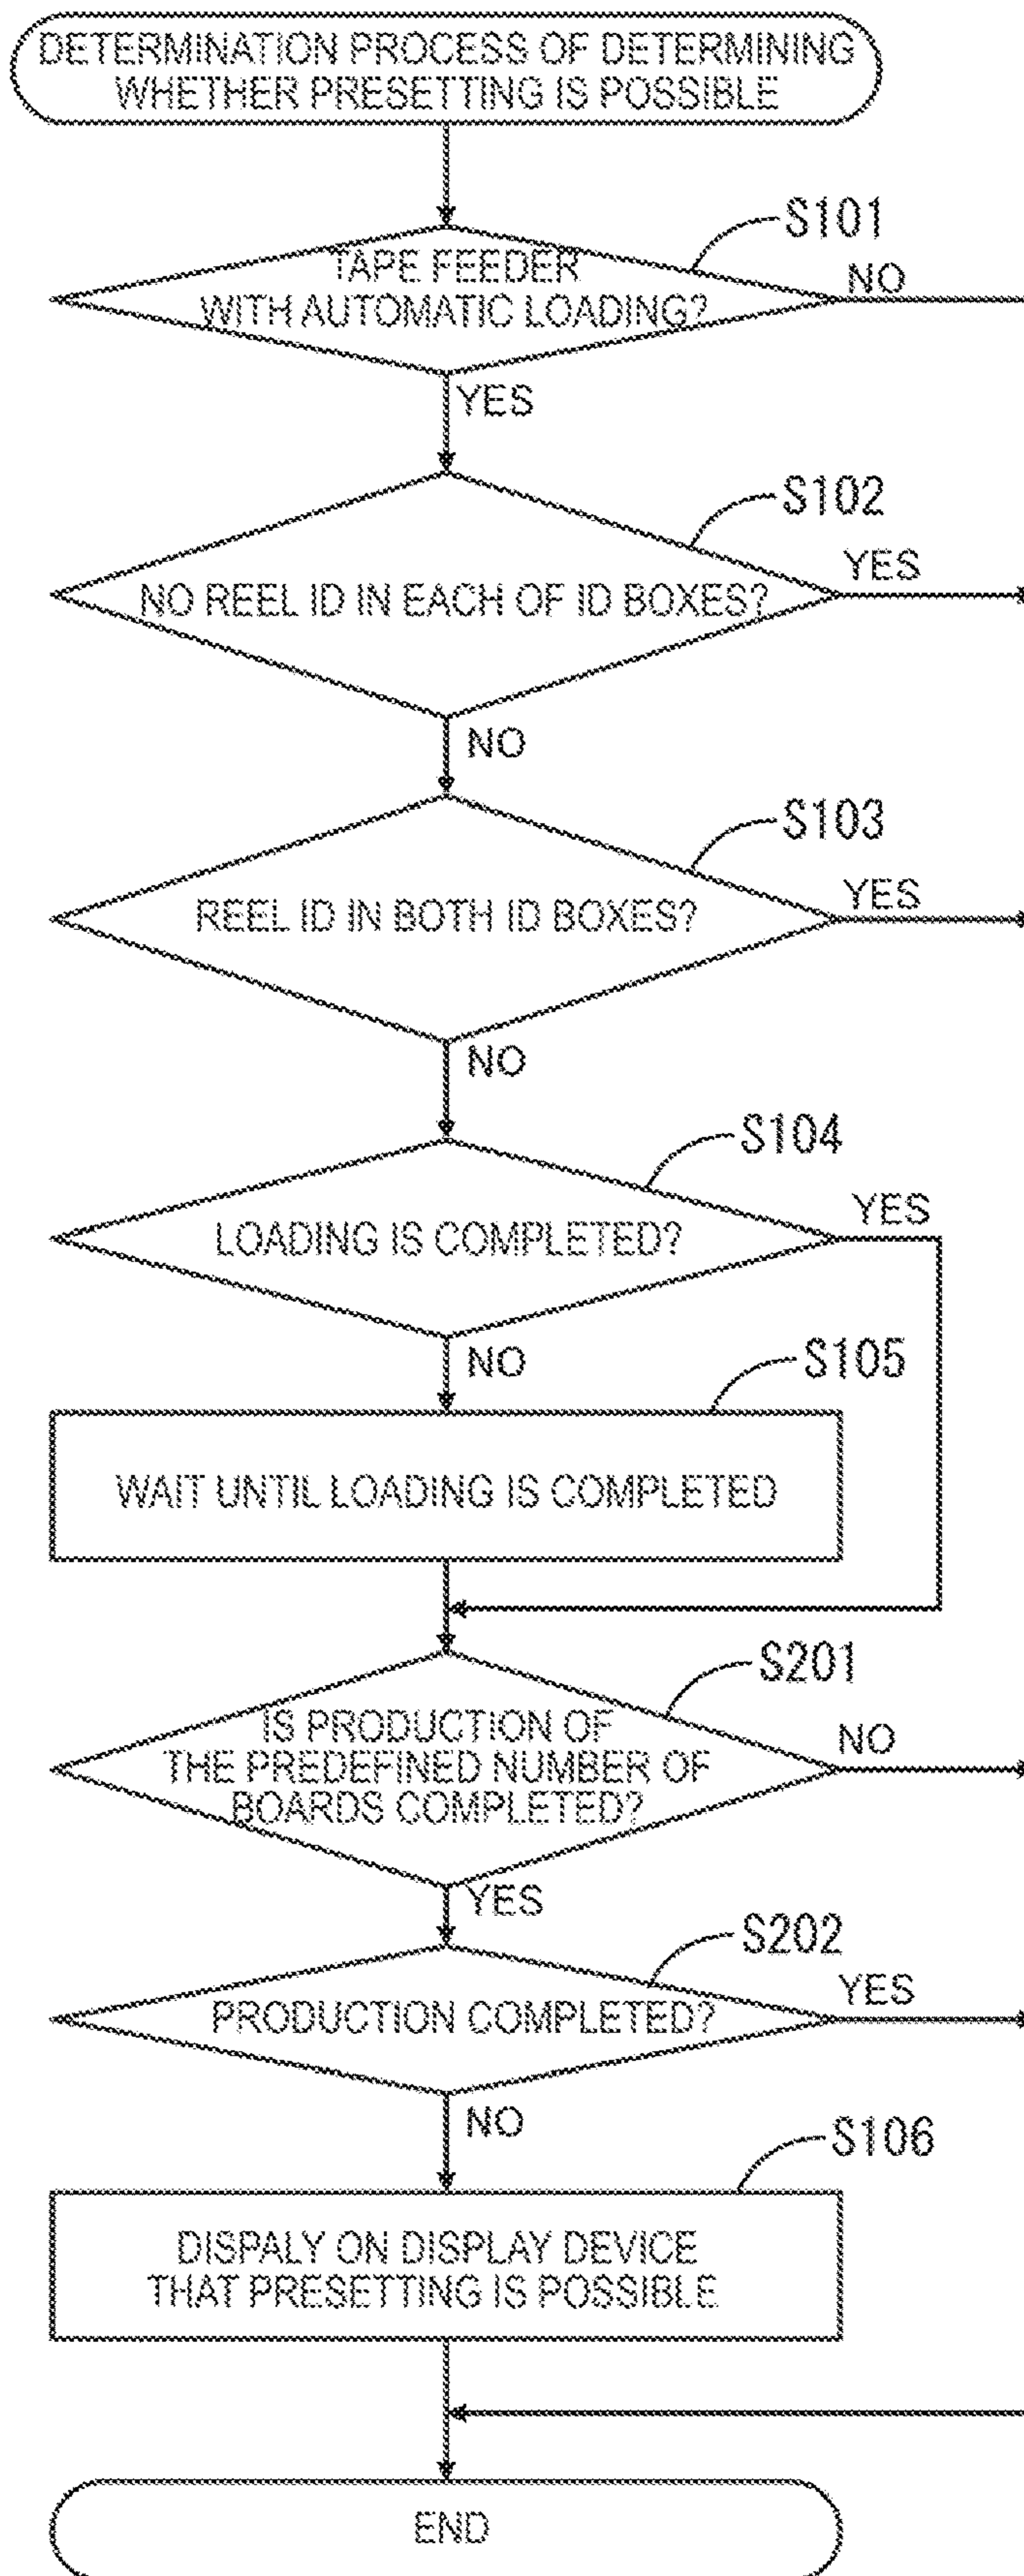 DETERMINATION PROCESS OF DETERMINING
WHETHER PRESETTING IS POSSIBLE
S101
TAPE FEEDER
WITH AUTOMATIC LOADING?
NO
YES
S102
NO REEL ID IN EACH OF ID BOXES?
YES
NO
S103
REEL ID IN BOTH ID BOXES?
YES
NO
S104
LOADING IS COMPLETED?
YES
NO
S105
WAIT UNTIL LOADING IS COMPLETED
S201
IS PRODUCTION OF
THE PREDEFINED NUMBER OF
BOARDS COMPLETED?
NO
YES
S202
PRODUCTION COMPLETED?
YES
NO
S106
DISPALY ON DISPLAY DEVICE
THAT PRESETTING IS POSSIBLE
END